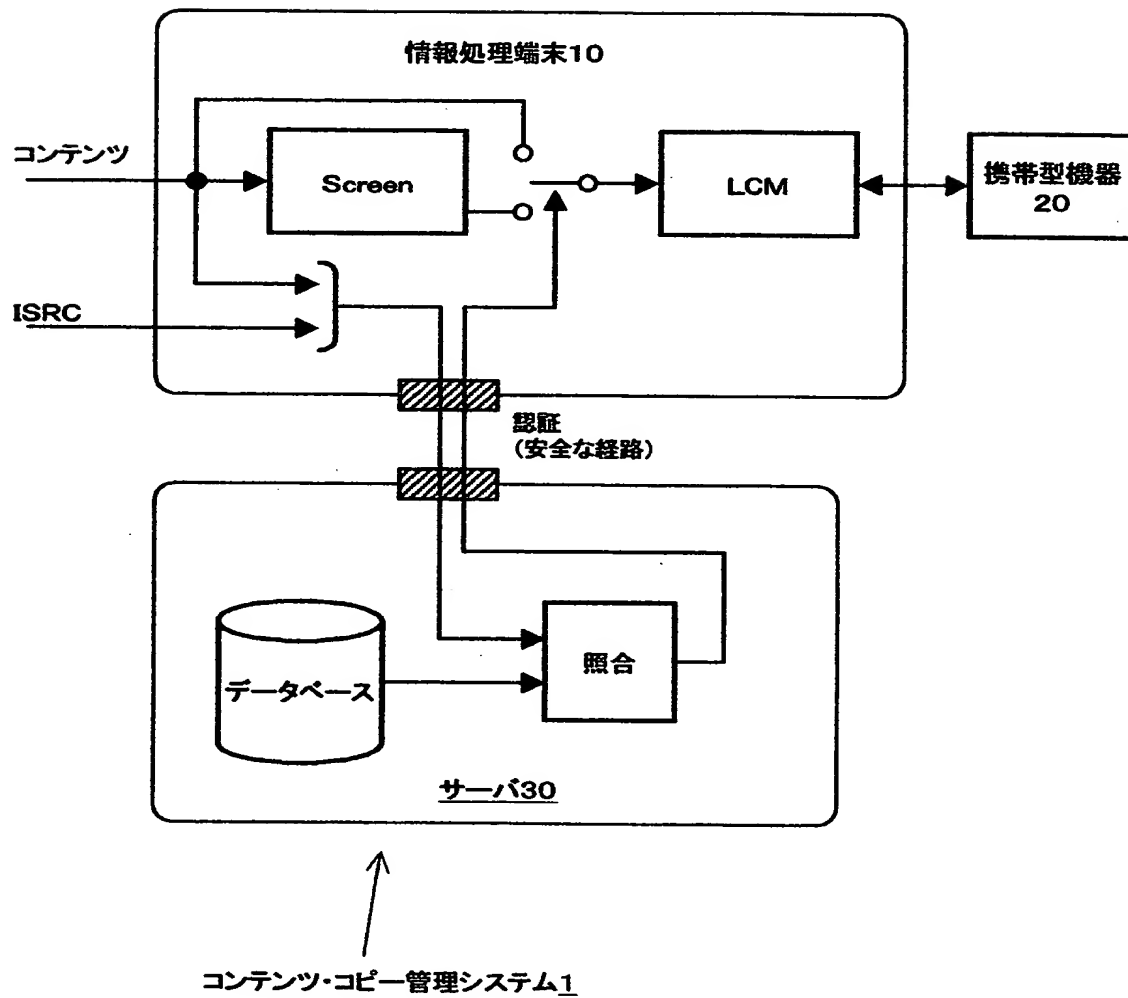 情報処理端末10
コンテンツ
Screen
LCM
携帯型機器
20
ISRC
認証
(安全な経路)
データベース
照合
サーバ30
コンテンツ・コピー管理システム1